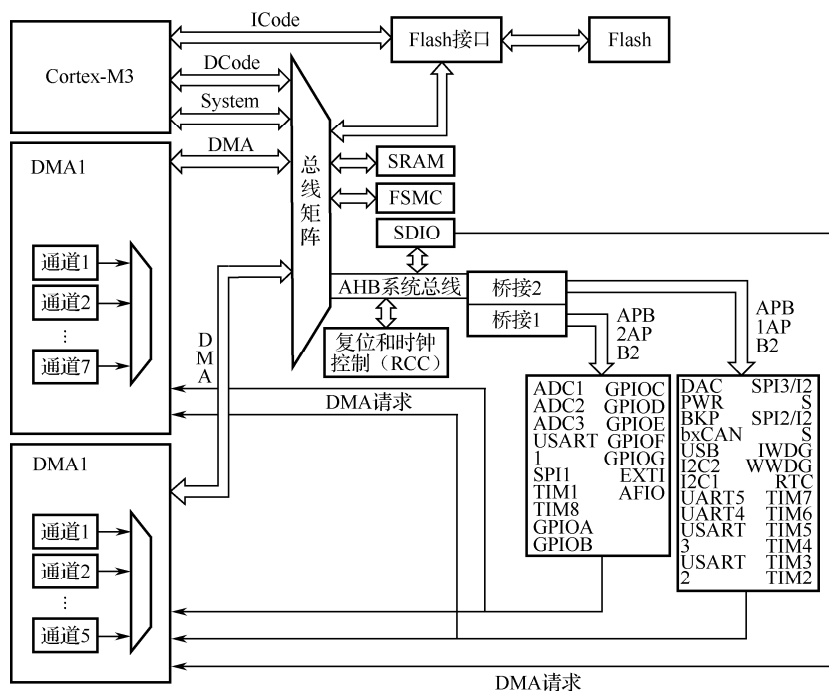 ICode
Cortex-M3
DCode
System
Flash接口
Flash
DMA1
DMA
总线矩阵
SRAM
FSMC
SDIO
通道1
通道2
⋮
通道7
AHB系统总线
桥接2
桥接1
复位和时钟
控制（RCC）
APB
2AP
B2
APB
1AP
B2
DMA
DMA请求
ADC1 GPIOC
ADC2 GPIOD
ADC3 GPIOE
USART GPIOF
1 GPIOG
SPI1 EXTI
TIM1 AFIO
TIM8
GPIOA
GPIOB
DAC SPI3/I2
PWR S
BKP SPI2/I2
bxCAN S
USB IWDG
I2C2 WWDG
I2C1 RTC
UART5 TIM7
UART4 TIM6
USART TIM5
3 TIM4
USART TIM3
2 TIM2
DMA1
通道1
通道2
⋮
通道5
DMA请求